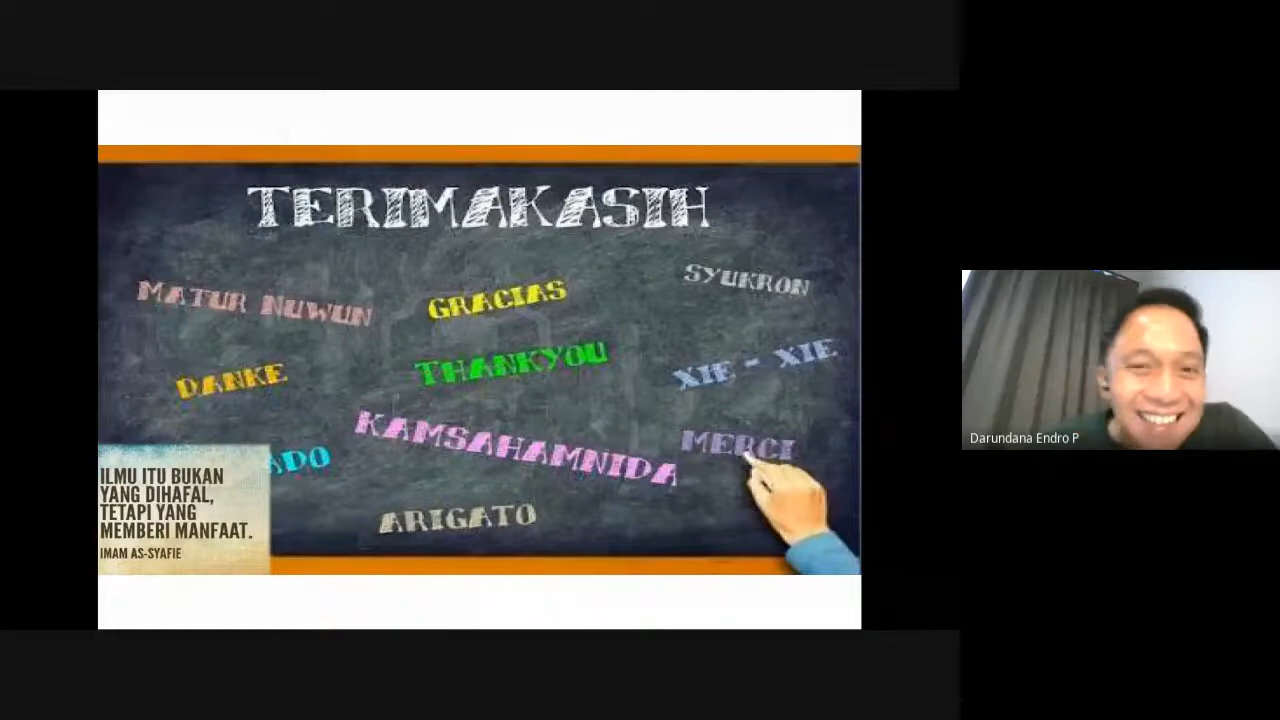 TERIMAKASIH
MATUR NUWUN
GRACIAS
SYUKRON
DANKE
THANKYOU
XIE - XIE
KAMSAHAMNIDA
MERCI
ARIGATO
ILMU ITU BUKAN
YANG DIHAFAL,
TETAPI YANG
MEMBERI MANFAAT.
IMAM AS-SYAFIE
Darundana Endro P